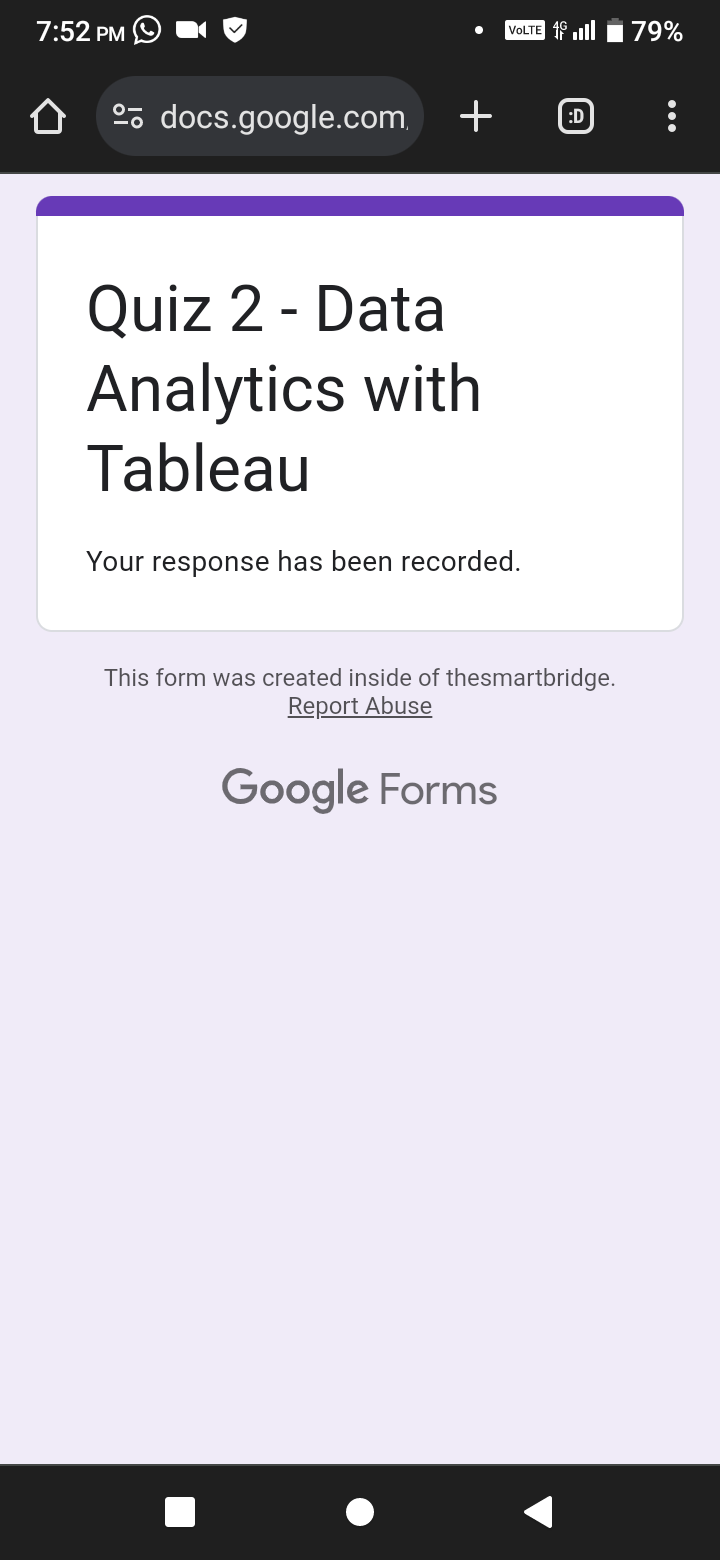 7:52 PM VoLTE 4G 79%
docs.google.com :D
Quiz 2 - Data
Analytics with
Tableau
Your response has been recorded.
This form was created inside of thesmartbridge.
Report Abuse
Google Forms